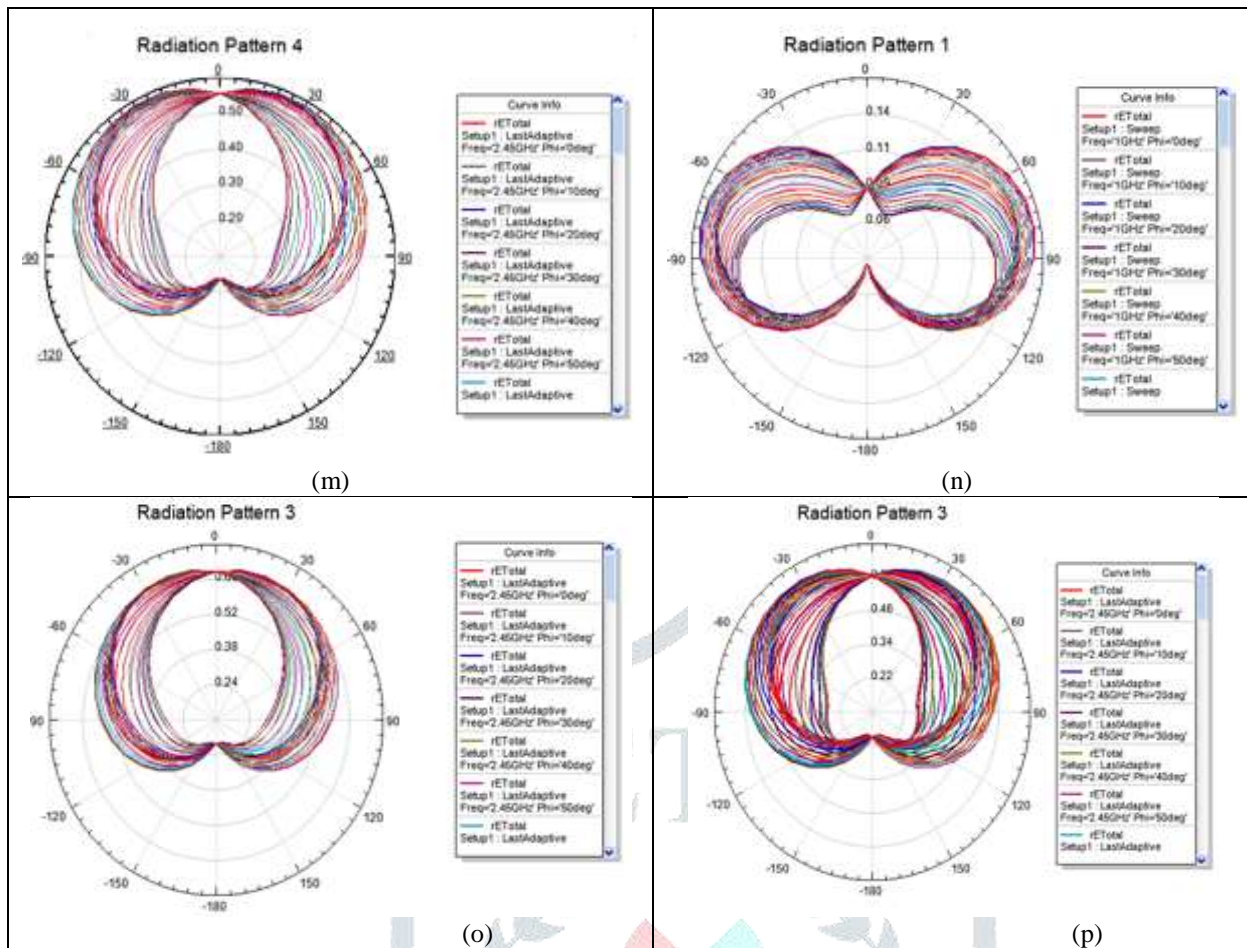 Radiation Pattern 4
0
-30
30
-60
60
-90
90
-120
120
-150
150
-180
0.50
0.40
0.30
0.20
Curve Info
rETotal
Setup1 : LastAdaptive
Freq='2.45GHz' Phi='0deg'
rETotal
Setup1 : LastAdaptive
Freq='2.45GHz' Phi='10deg'
rETotal
Setup1 : LastAdaptive
Freq='2.45GHz' Phi='20deg'
rETotal
Setup1 : LastAdaptive
Freq='2.45GHz' Phi='30deg'
rETotal
Setup1 : LastAdaptive
Freq='2.45GHz' Phi='40deg'
rETotal
Setup1 : LastAdaptive
Freq='2.45GHz' Phi='50deg'
rETotal
Setup1 : LastAdaptive
(m)
Radiation Pattern 1
0
-30
30
-60
60
-90
90
-120
120
-150
150
-180
0.14
0.11
Curve Info
rETotal
Setup1 : Sweep
Freq='1GHz' Phi='0deg'
rETotal
Setup1 : Sweep
Freq='1GHz' Phi='10deg'
rETotal
Setup1 : Sweep
Freq='1GHz' Phi='20deg'
rETotal
Setup1 : Sweep
Freq='1GHz' Phi='30deg'
rETotal
Setup1 : Sweep
Freq='1GHz' Phi='40deg'
rETotal
Setup1 : Sweep
Freq='1GHz' Phi='50deg'
rETotal
Setup1 : Sweep
(n)
Radiation Pattern 3
0
-30
30
-60
60
-90
90
-120
120
-150
150
-180
0.52
0.38
0.24
Curve Info
rETotal
Setup1 : LastAdaptive
Freq='2.45GHz' Phi='0deg'
rETotal
Setup1 : LastAdaptive
Freq='2.45GHz' Phi='10deg'
rETotal
Setup1 : LastAdaptive
Freq='2.45GHz' Phi='20deg'
rETotal
Setup1 : LastAdaptive
Freq='2.45GHz' Phi='30deg'
rETotal
Setup1 : LastAdaptive
Freq='2.45GHz' Phi='40deg'
rETotal
Setup1 : LastAdaptive
Freq='2.45GHz' Phi='50deg'
rETotal
Setup1 : LastAdaptive
(o)
Radiation Pattern 3
0
-30
30
-60
60
-90
90
-120
120
-150
150
-180
0.46
0.34
0.22
Curve Info
rETotal
Setup1 : LastAdaptive
Freq='2.45GHz' Phi='0deg'
rETotal
Setup1 : LastAdaptive
Freq='2.45GHz' Phi='10deg'
rETotal
Setup1 : LastAdaptive
Freq='2.45GHz' Phi='20deg'
rETotal
Setup1 : LastAdaptive
Freq='2.45GHz' Phi='30deg'
rETotal
Setup1 : LastAdaptive
Freq='2.45GHz' Phi='40deg'
rETotal
Setup1 : LastAdaptive
Freq='2.45GHz' Phi='50deg'
rETotal
Setup1 : LastAdaptive
(p)